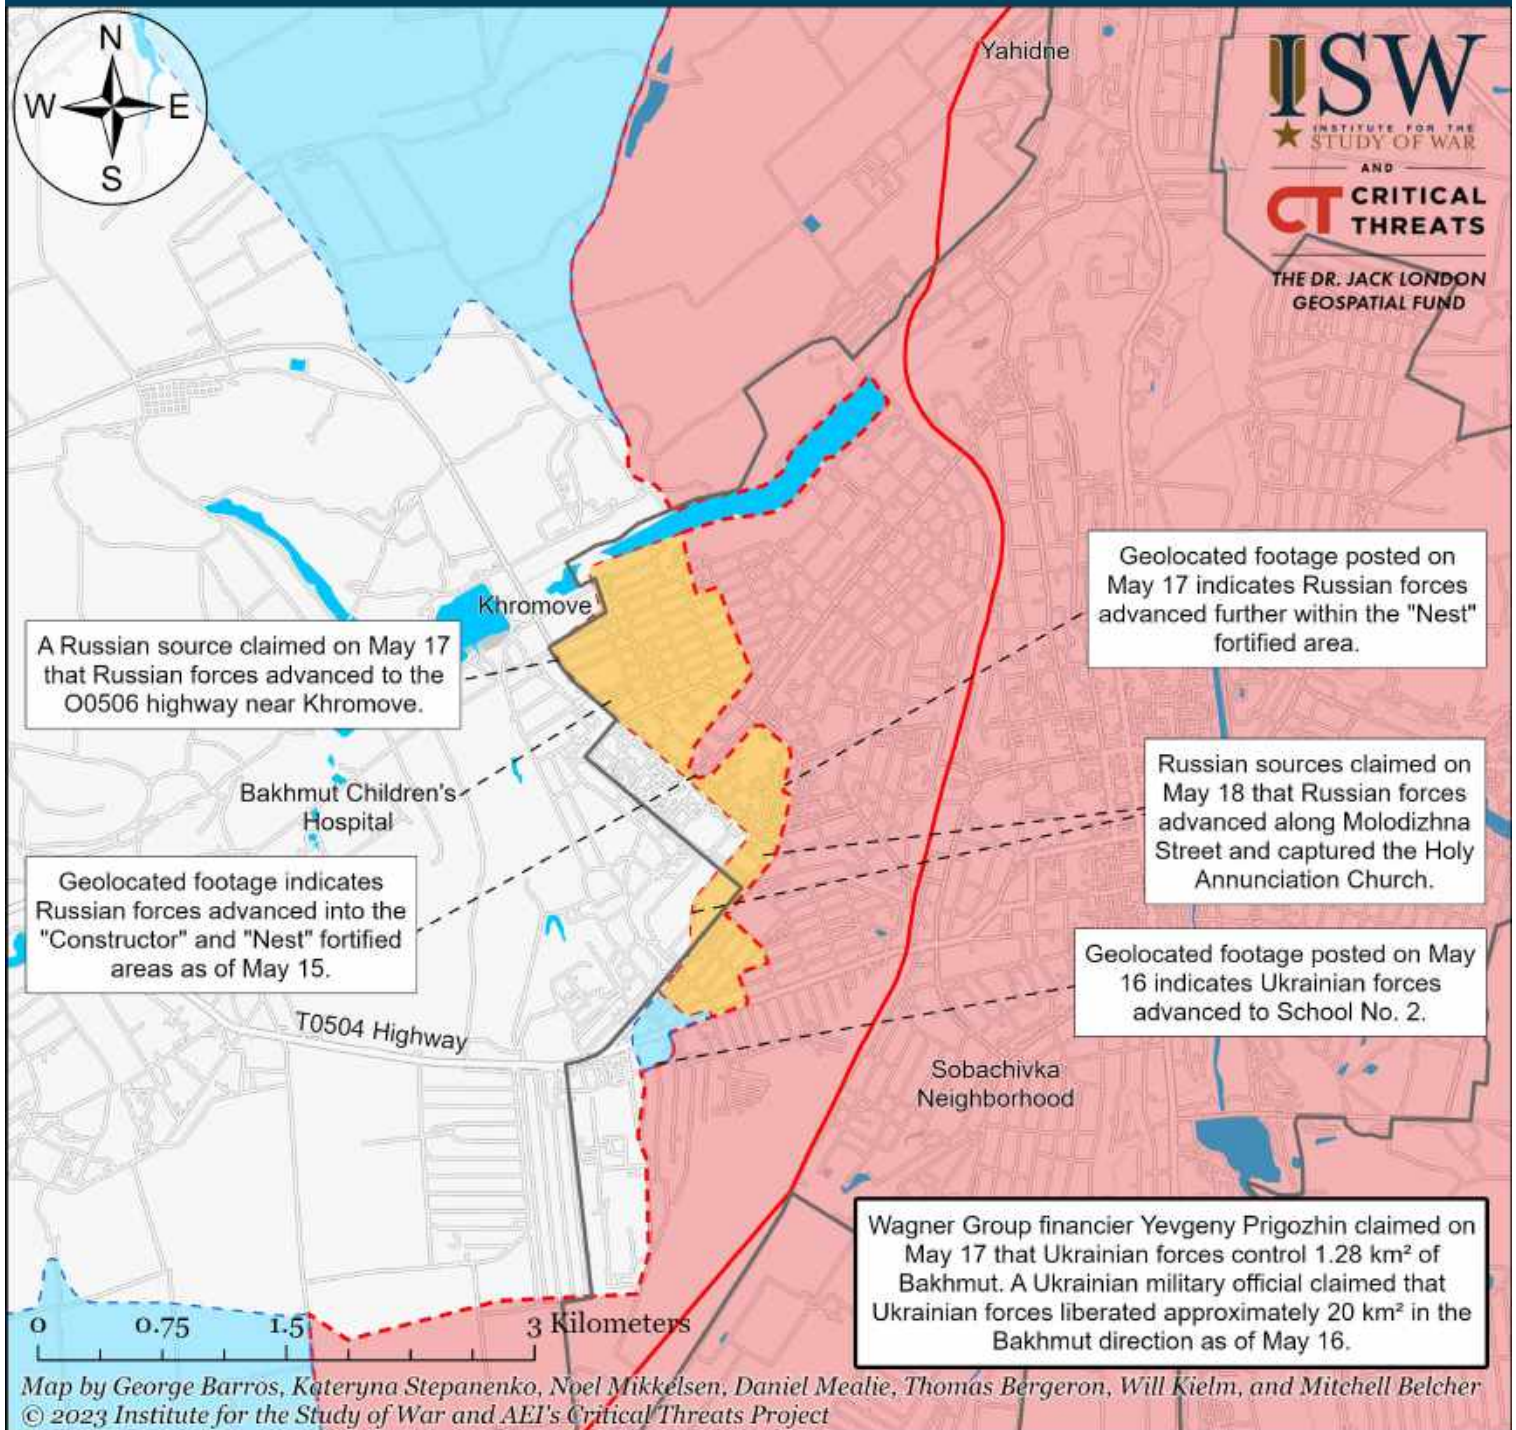 N
W
E
S
Yahidne
ISW
INSTITUTE FOR THE
STUDY OF WAR
AND
CT CRITICAL
THREATS
THE DR. JACK LONDON
GEOSPATIAL FUND
Geolocated footage posted on
May 17 indicates Russian forces
advanced further within the "Nest"
fortified area.
Khromove
A Russian source claimed on May 17
that Russian forces advanced to the
O0506 highway near Khromove.
Bakhmut Children's
Hospital
Russian sources claimed on
May 18 that Russian forces
advanced along Molodizhna
Street and captured the Holy
Annunciation Church.
Geolocated footage indicates
Russian forces advanced into the
"Constructor" and "Nest" fortified
areas as of May 15.
Geolocated footage posted on May
16 indicates Ukrainian forces
advanced to School No. 2.
T0504 Highway
Sobachivka
Neighborhood
Wagner Group financier Yevgeny Prigozhin claimed on
May 17 that Ukrainian forces control 1.28 km² of
Bakhmut. A Ukrainian military official claimed that
Ukrainian forces liberated approximately 20 km² in the
Bakhmut direction as of May 16.
0 0.75 1.5 3 Kilometers
Map by George Barros, Kateryna Stepanenko, Noel Mikkelsen, Daniel Mealie, Thomas Bergeron, Will Kielm, and Mitchell Belcher
© 2023 Institute for the Study of War and AEI's Critical Threats Project